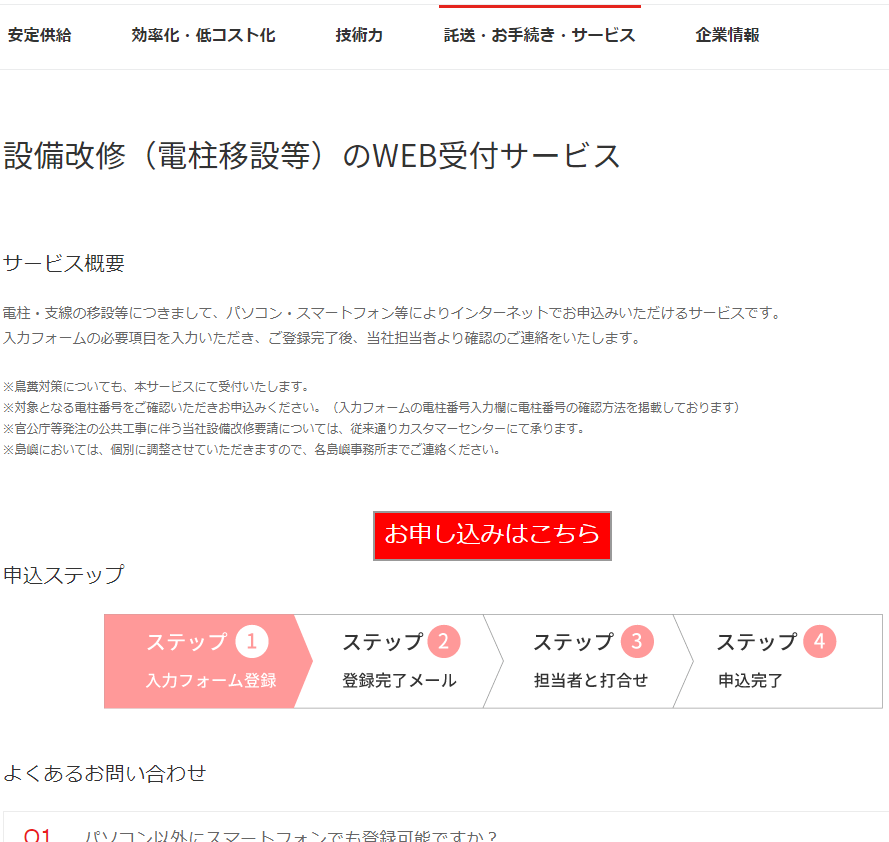 安定供給 効率化・低コスト化 技術力 託送・お手続き・サービス 企業情報
設備改修（電柱移設等）のWEB受付サービス
サービス概要
電柱・支線の移設等につきまして、パソコン・スマートフォン等によりインターネットでお申込みいただけるサービスです。
入力フォームの必要項目を入力いただき、ご登録完了後、当社担当者より確認のご連絡をいたします。
※鳥糞対策についても、本サービスにて受付いたします。
※対象となる電柱番号をご確認いただきお申込みください。（入力フォームの電柱番号入力欄に電柱番号の確認方法を掲載しております）
※官公庁等発注の公共工事に伴う当社設備改修要請については、従来通りカスタマーセンターにて承ります。
※島嶼においては、個別に調整させていただきますので、各島嶼事務所までご連絡ください。
お申し込みはこちら
申込ステップ
ステップ 1 ステップ 2 ステップ 3 ステップ 4
入力フォーム登録 登録完了メール 担当者と打合せ 申込完了
よくあるお問い合わせ
Q1 パソコン以外にスマートフォンでも登録可能ですか？